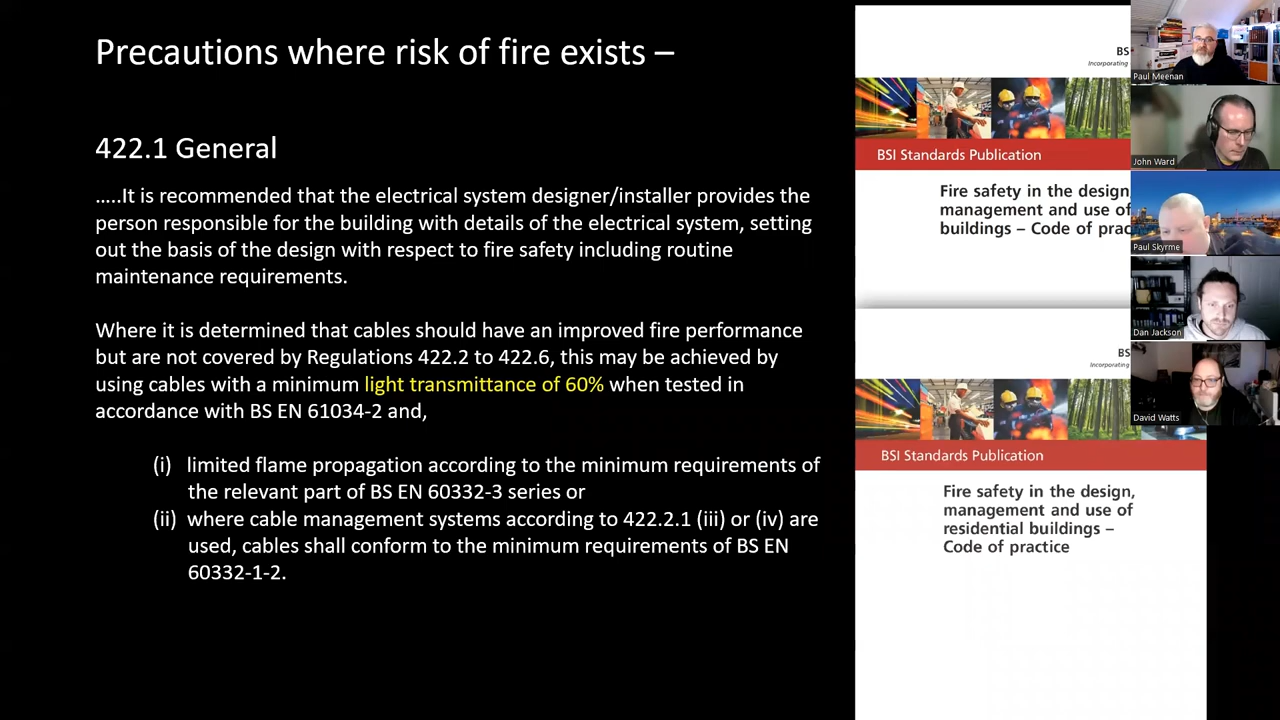 Precautions where risk of fire exists –
422.1 General
…..It is recommended that the electrical system designer/installer provides the
person responsible for the building with details of the electrical system, setting
out the basis of the design with respect to fire safety including routine
maintenance requirements.
Where it is determined that cables should have an improved fire performance
but are not covered by Regulations 422.2 to 422.6, this may be achieved by
using cables with a minimum light transmittance of 60% when tested in
accordance with BS EN 61034-2 and,
(i) limited flame propagation according to the minimum requirements of
the relevant part of BS EN 60332-3 series or
(ii) where cable management systems according to 422.2.1 (iii) or (iv) are
used, cables shall conform to the minimum requirements of BS EN
60332-1-2.
BS
Incorporating
BSI Standards Publication
Fire safety in the design,
management and use of
buildings – Code of prac
BS
Incorporating
BSI Standards Publication
Fire safety in the design,
management and use of
residential buildings –
Code of practice
Paul Meenan
John Ward
Paul Skyrme
Dan Jackson
David Watts